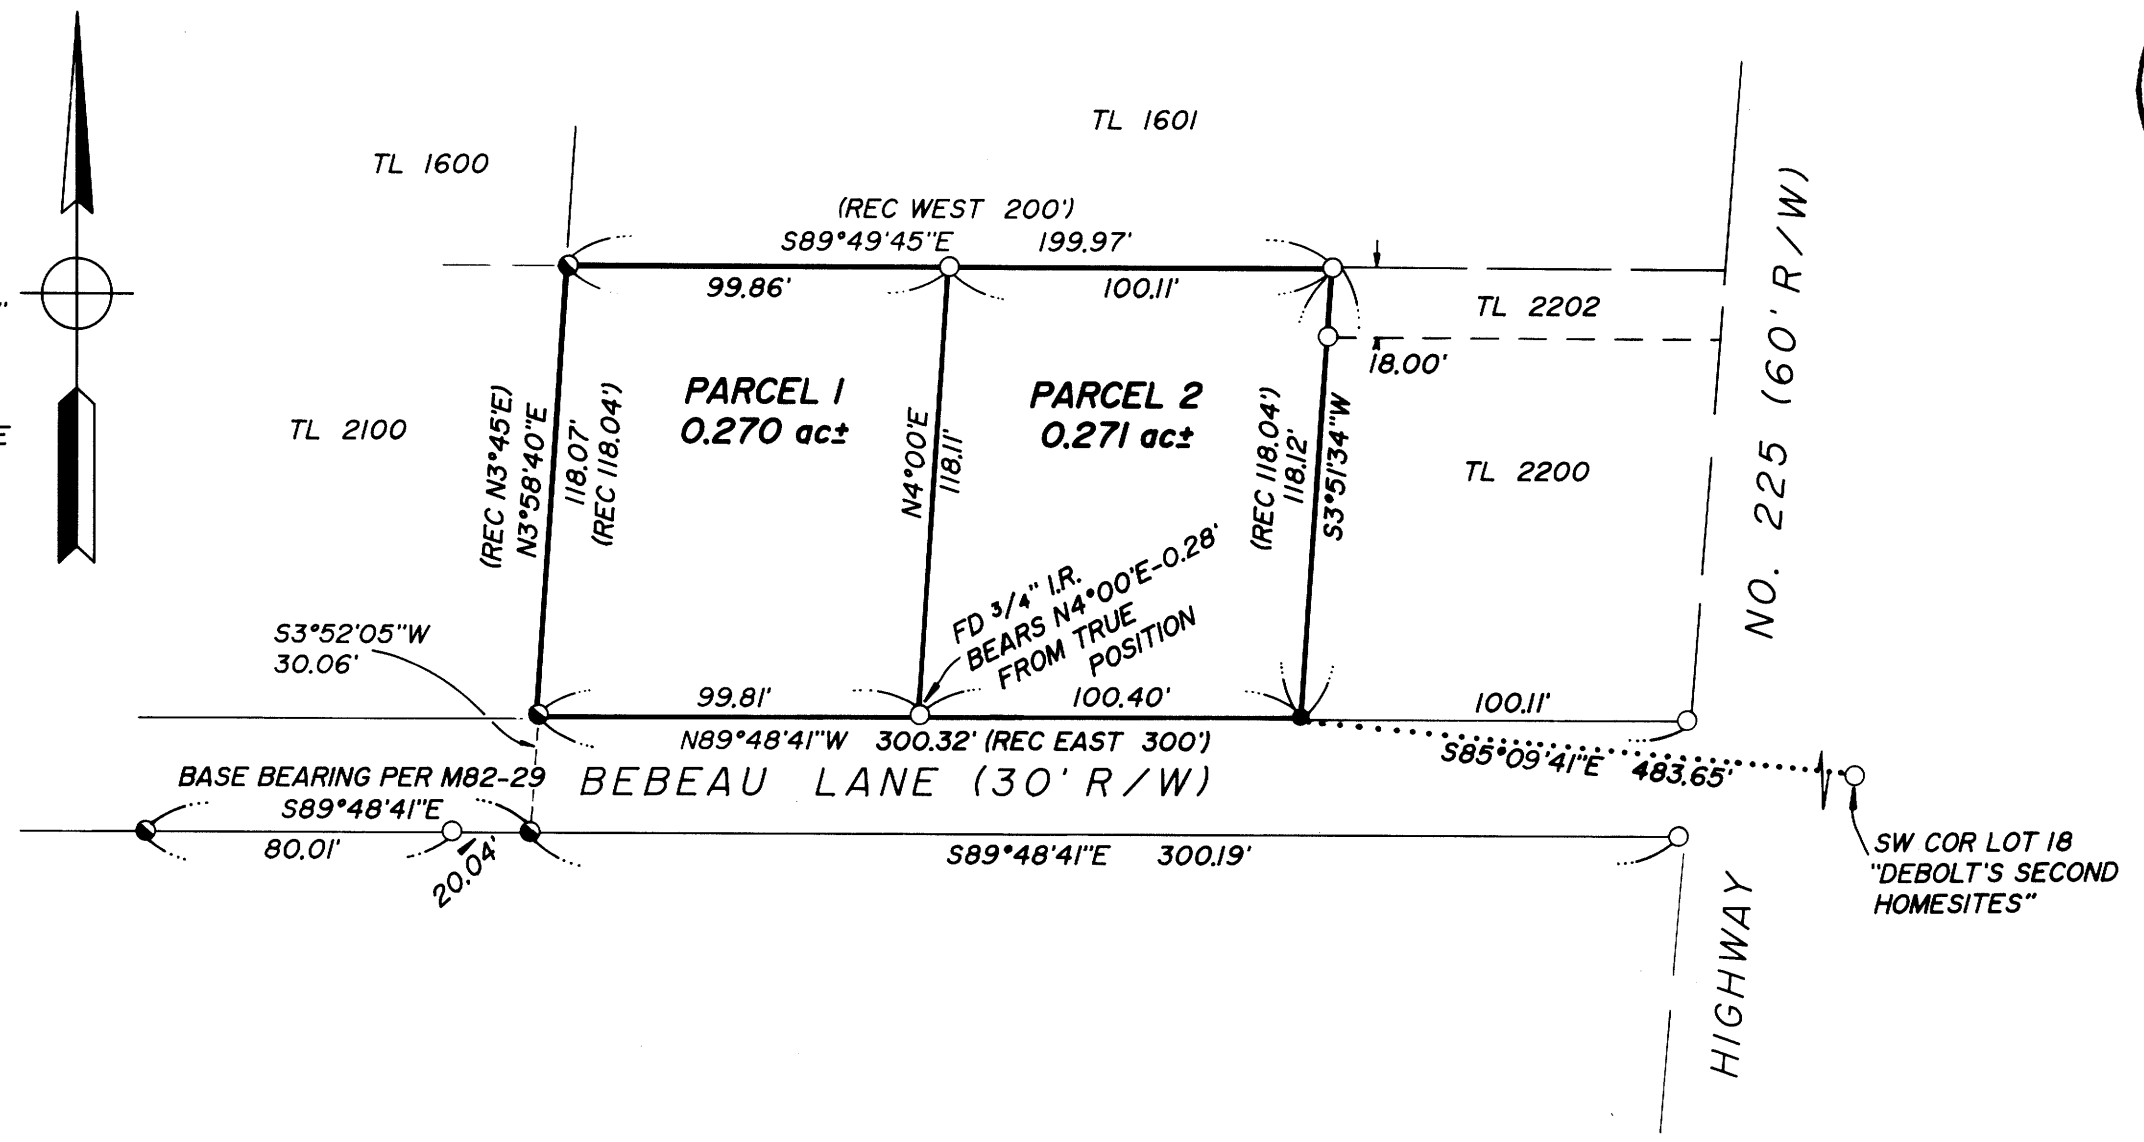 TL 1601
TL 1600
(REC WEST 200')
S89°49'45"E 199.97'
99.86' 100.11'
TL 2202
18.00'
"
E
TL 2100
(REC N3°45'E)
N3°58'40"E
118.07'
(REC 118.04')
PARCEL 1
0.270 ac±
N4°00'E
118.11'
PARCEL 2
0.271 ac±
(REC 118.04')
118.12'
S3°51'34"W
TL 2200
NO. 225 (60' R/W)
FD 3/4" I.R.
BEARS N4°00'E-0.28'
FROM TRUE
POSITION
S3°52'05"W
30.06'
99.81' 100.40' 100.11'
N89°48'41"W 300.32' (REC EAST 300')
S85°09'41"E 483.65'
BASE BEARING PER M82-29
BEBEAU LANE (30' R/W)
S89°48'41"E
80.01'
20.04'
S89°48'41"E 300.19'
SW COR LOT 18
"DEBOLT'S SECOND
HOMESITES"
HIGHWAY